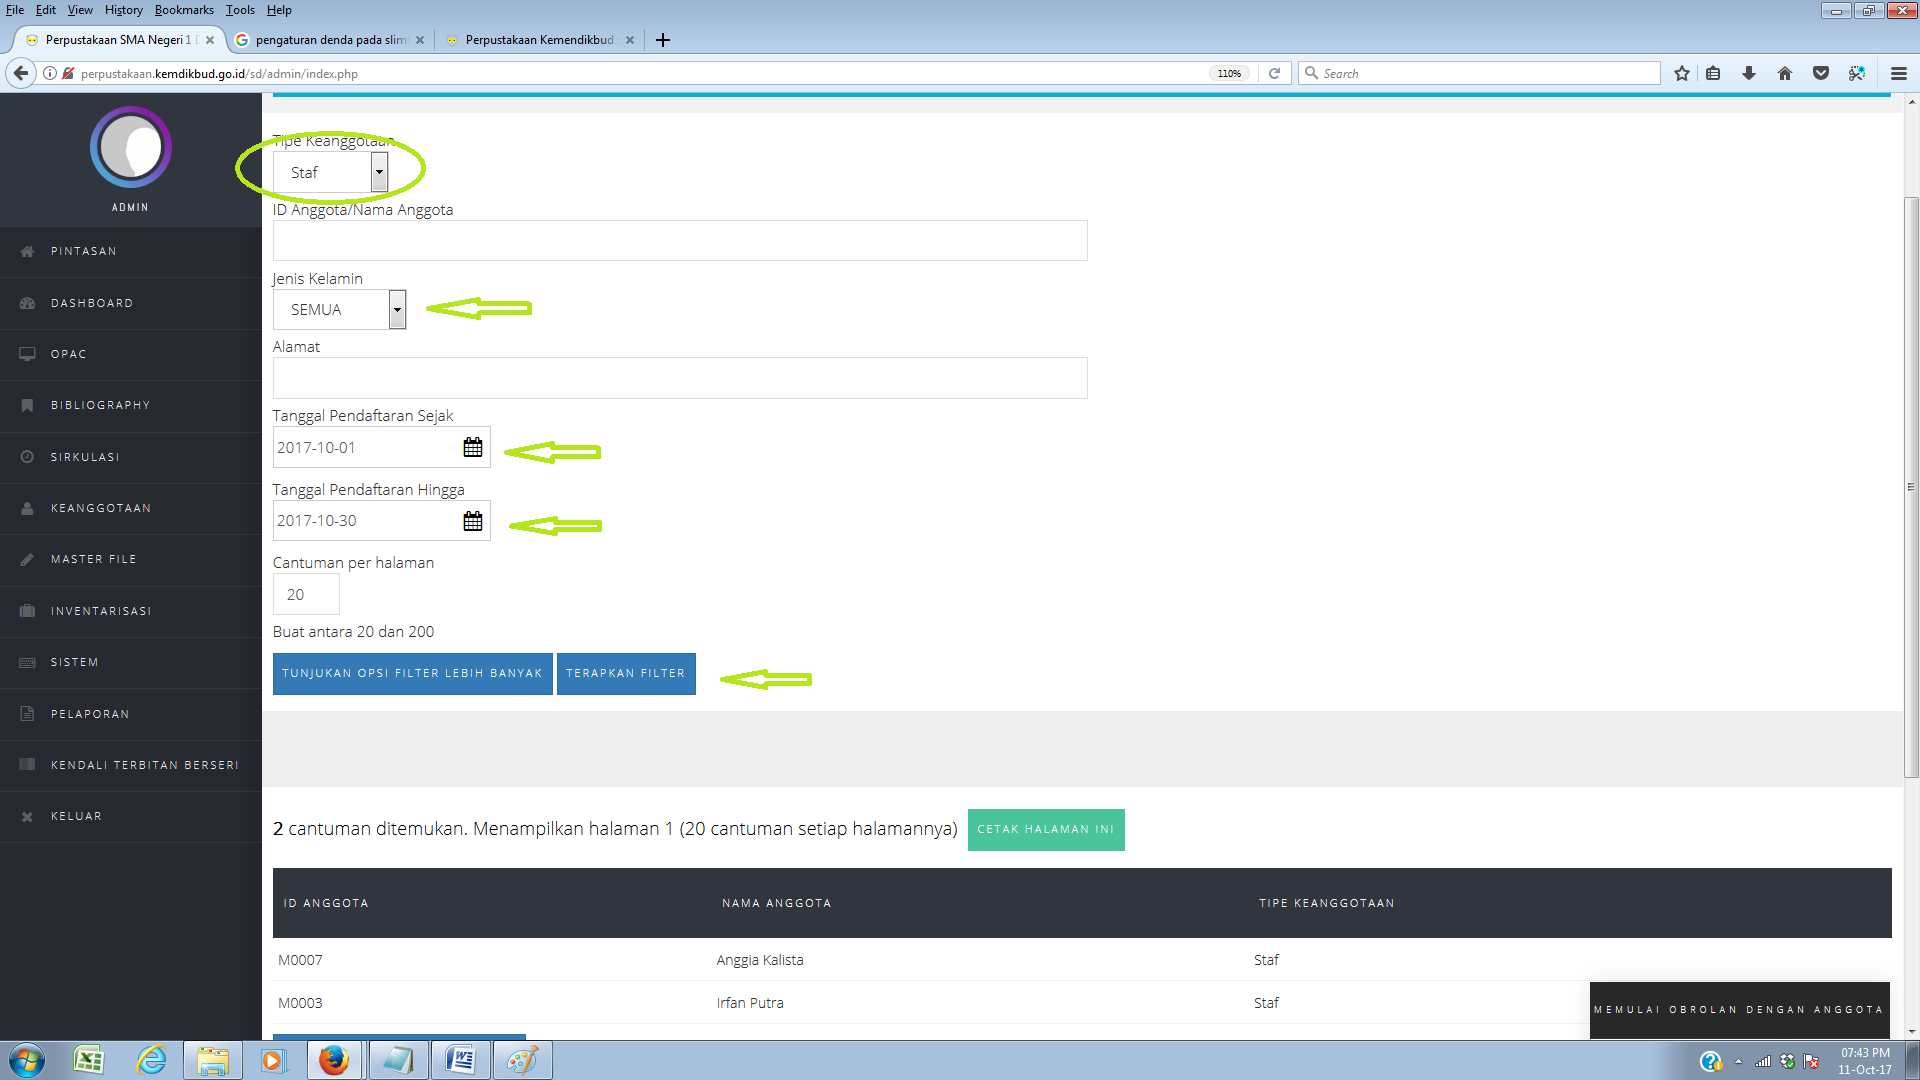 File Edit View History Bookmarks Tools Help
Perpustakaan SMA Negeri 1 pengaturan denda pada slim Perpustakaan Kemendikbud
perpustakaan.kemdikbud.go.id/sd/admin/index.php 110% Search
ADMIN
PINTASAN
DASHBOARD
OPAC
BIBLIOGRAPHY
SIRKULASI
KEANGGOTAAN
MASTER FILE
INVENTARISASI
SISTEM
PELAPORAN
KENDALI TERBITAN BERSERI
KELUAR
Tipe Keanggotaan
Staf
ID Anggota/Nama Anggota
Jenis Kelamin
SEMUA
Alamat
Tanggal Pendaftaran Sejak
2017-10-01
Tanggal Pendaftaran Hingga
2017-10-30
Cantuman per halaman
20
Buat antara 20 dan 200
TUNJUKAN OPSI FILTER LEBIH BANYAK TERAPKAN FILTER
2 cantuman ditemukan. Menampilkan halaman 1 (20 cantuman setiap halamannya) CETAK HALAMAN INI
ID ANGGOTA NAMA ANGGOTA TIPE KEANGGOTAAN
M0007 Anggia Kalista Staf
M0003 Irfan Putra Staf
MEMULAI OBROLAN DENGAN ANGGOTA
07:43 PM
11-Oct-17